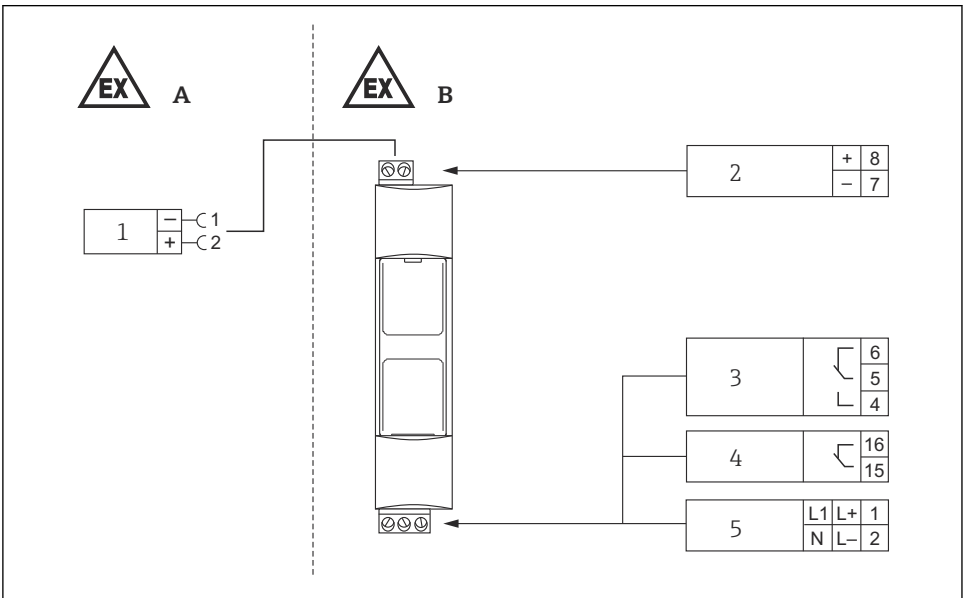 EX A
EX B
2 + 8
– 7
1 – 1
+ 2
3 6
5
4
4 16
15
5 L1 L+ 1
N L– 2